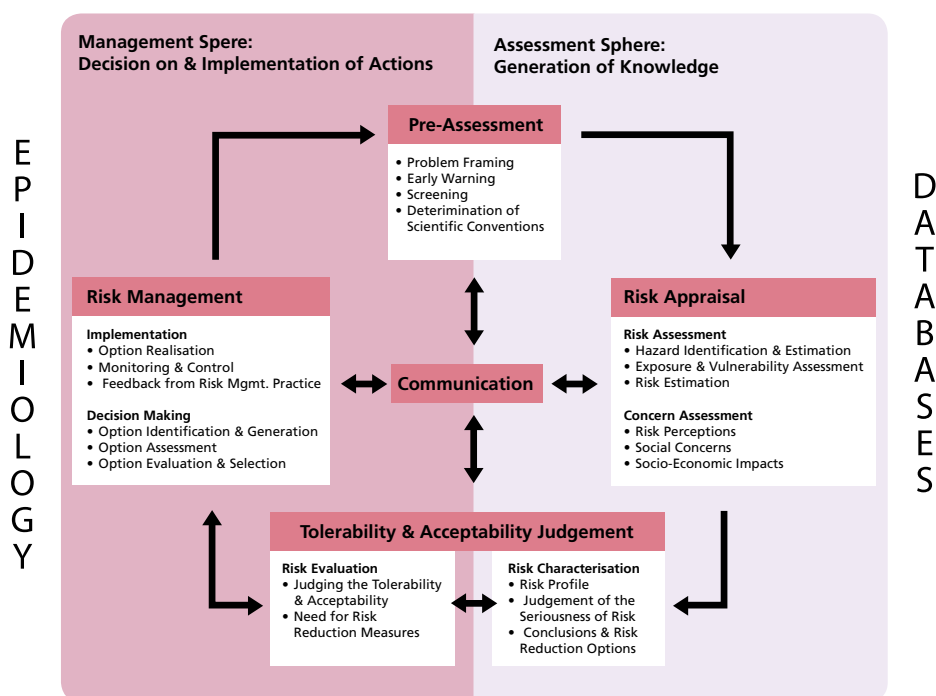 Management Spere:
Decision on & Implementation of Actions
Assessment Sphere:
Generation of Knowledge
EPIDEMIOLOGY
DATABASES
Pre-Assessment
• Problem Framing
• Early Warning
• Screening
• Deterimination of
Scientific Conventions
Risk Management
Implementation
• Option Realisation
• Monitoring & Control
• Feedback from Risk Mgmt. Practice
Decision Making
• Option Identification & Generation
• Option Assessment
• Option Evaluation & Selection
Communication
Risk Appraisal
Risk Assessment
• Hazard Identification & Estimation
• Exposure & Vulnerability Assessment
• Risk Estimation
Concern Assessment
• Risk Perceptions
• Social Concerns
• Socio-Economic Impacts
Tolerability & Acceptability Judgement
Risk Evaluation
• Judging the Tolerability
& Acceptability
• Need for Risk
Reduction Measures
Risk Characterisation
• Risk Profile
• Judgement of the
Seriousness of Risk
• Conclusions & Risk
Reduction Options